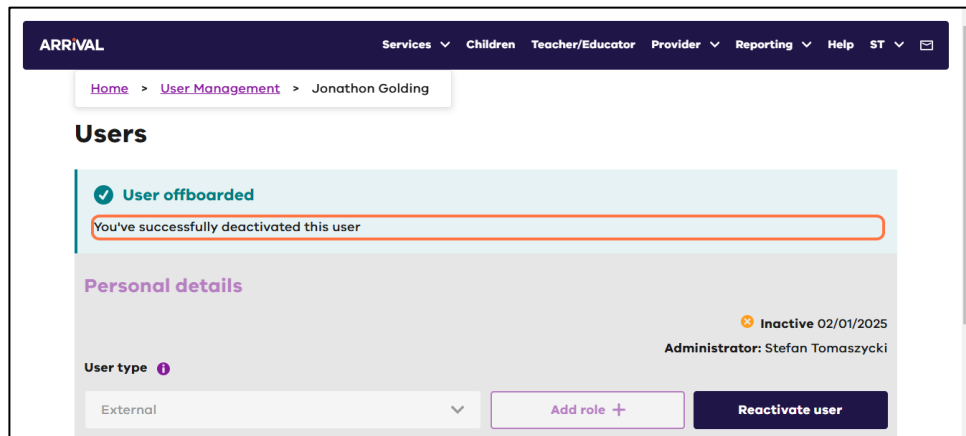 ARRiVAL Services Children Teacher/Educator Provider Reporting Help ST
Home > User Management > Jonathon Golding
Users
User offboarded
You've successfully deactivated this user
Personal details
Inactive 02/01/2025
Administrator: Stefan Tomaszycki
User type
External Add role + Reactivate user